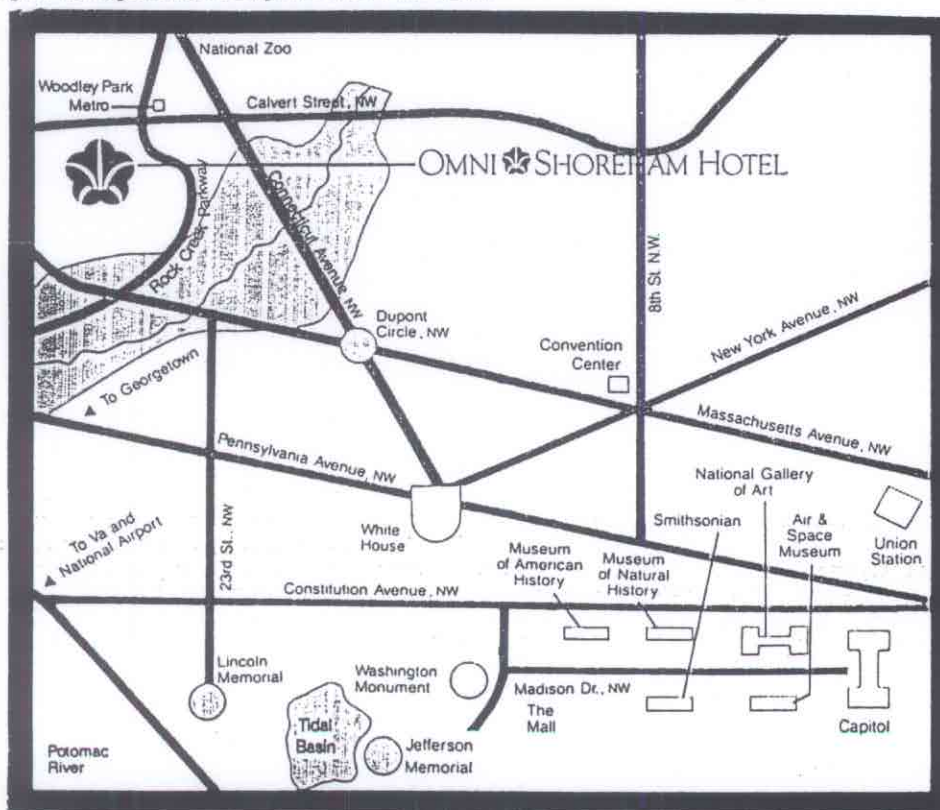 National Zoo
Woodley Park
Metro
Calvert Street, NW
OMNI SHOREHAM HOTEL
Rock Creek Parkway
Connecticut Avenue, NW
8th St. N.W.
Dupont
Circle, NW
New York Avenue, NW
Convention
Center
To Georgetown
Massachusetts Avenue, NW
Pennsylvania Avenue, NW
National Gallery
of Art
White
House
Smithsonian
Air &
Space
Museum
Union
Station
To Va and
National Airport
23rd St., NW
Museum
of American
History
Museum
of Natural
History
Constitution Avenue, NW
Lincoln
Memorial
Washington
Monument
Madison Dr., NW
The
Mall
Capitol
Tidal
Basin
Jefferson
Memorial
Potomac
River